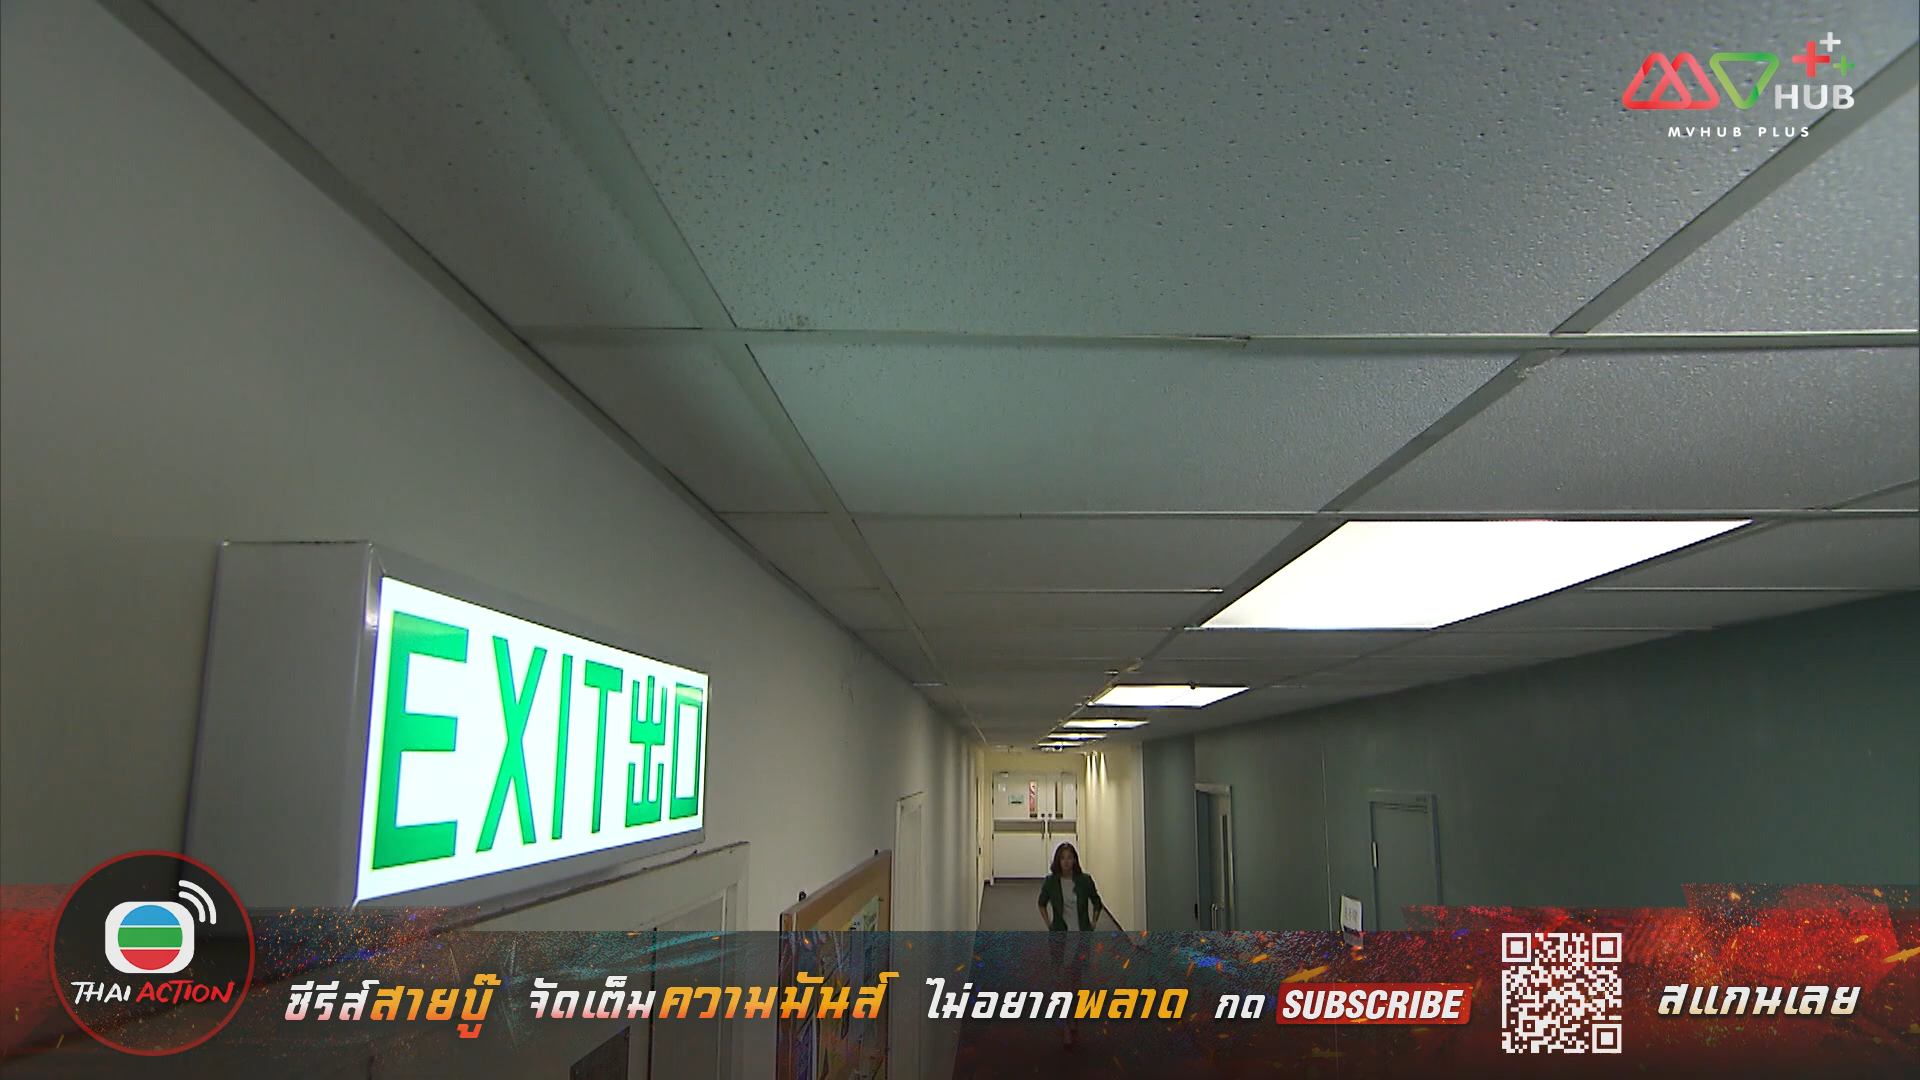 HUB
MVHUB PLUS
EXIT出口
THAI ACTION
ซีรีส์สายบู๊ จัดเต็มความมันส์ ไม่อยากพลาด กด SUBSCRIBE สแกนเลย